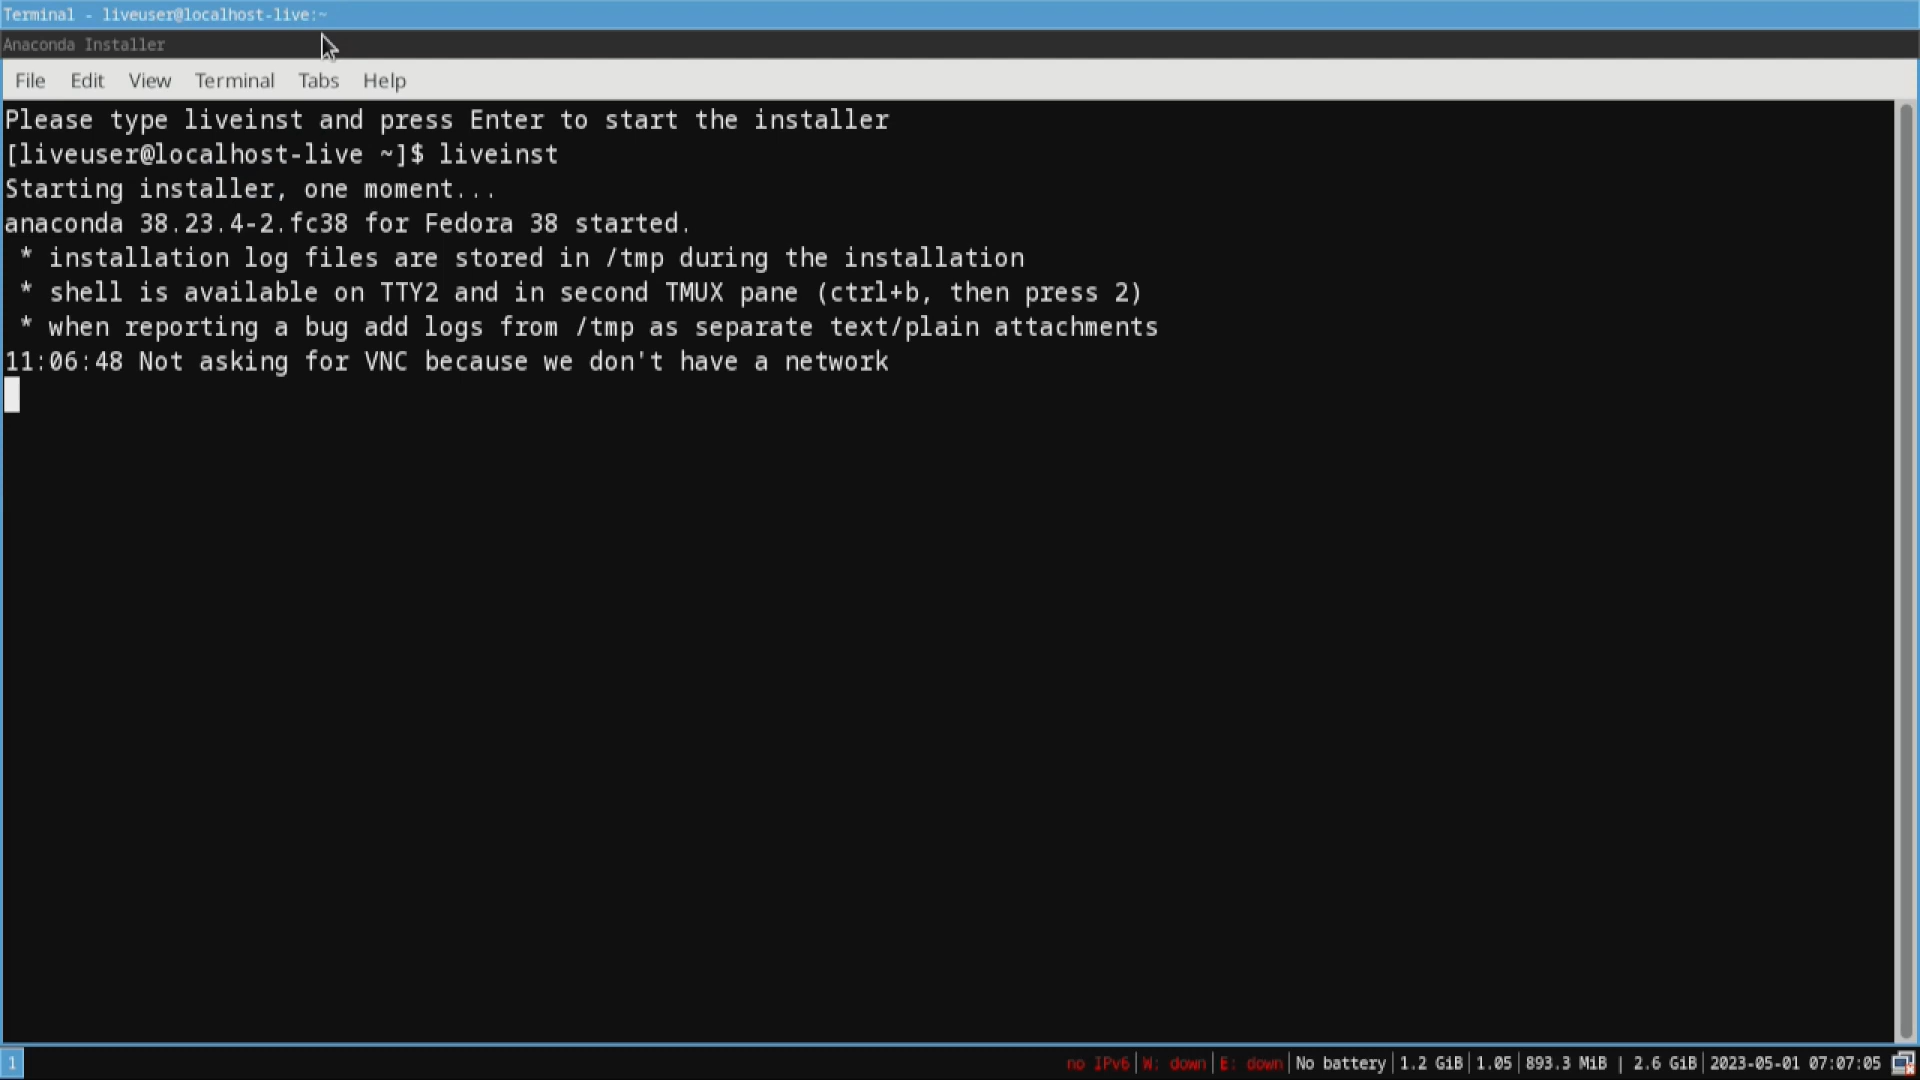 Terminal - liveuser@localhost-live:~
Anaconda Installer
File Edit View Terminal Tabs Help
Please type liveinst and press Enter to start the installer
[liveuser@localhost-live ~]$ liveinst
Starting installer, one moment...
anaconda 38.23.4-2.fc38 for Fedora 38 started.
 * installation log files are stored in /tmp during the installation
 * shell is available on TTY2 and in second TMUX pane (ctrl+b, then press 2)
 * when reporting a bug add logs from /tmp as separate text/plain attachments
11:06:48 Not asking for VNC because we don't have a network
1 no IPv6|W: down|E: down|No battery|1.2 GiB|1.05|893.3 MiB | 2.6 GiB|2023-05-01 07:07:05